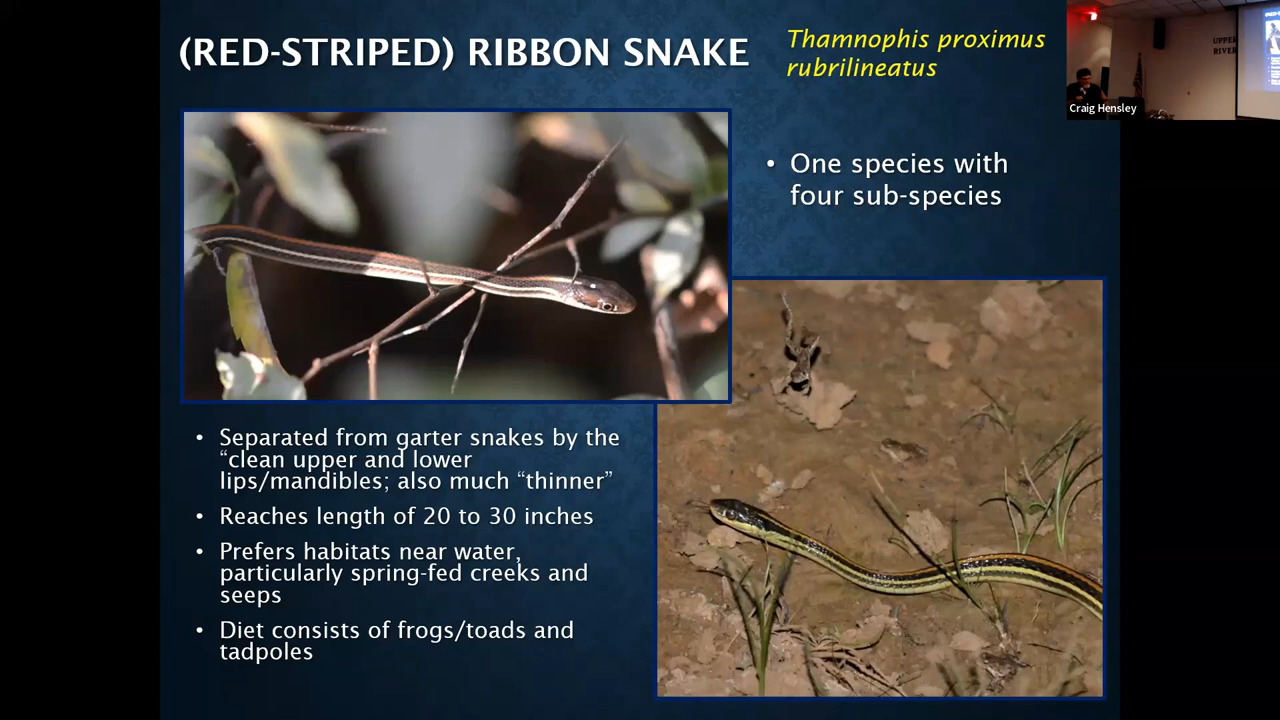 (RED-STRIPED) RIBBON SNAKE
Thamnophis proximus
rubrilineatus
• One species with
four sub-species
• Separated from garter snakes by the
“clean upper and lower
lips/mandibles; also much “thinner”
• Reaches length of 20 to 30 inches
• Prefers habitats near water,
particularly spring-fed creeks and
seeps
• Diet consists of frogs/toads and
tadpoles
Craig Hensley
UPPER
RIVER